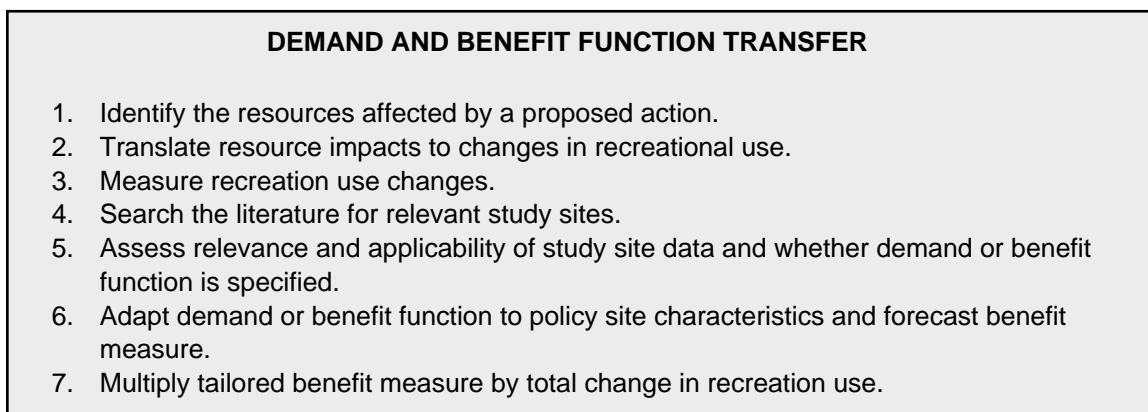 DEMAND AND BENEFIT FUNCTION TRANSFER
1. Identify the resources affected by a proposed action.
2. Translate resource impacts to changes in recreational use.
3. Measure recreation use changes.
4. Search the literature for relevant study sites.
5. Assess relevance and applicability of study site data and whether demand or benefit
function is specified.
6. Adapt demand or benefit function to policy site characteristics and forecast benefit
measure.
7. Multiply tailored benefit measure by total change in recreation use.